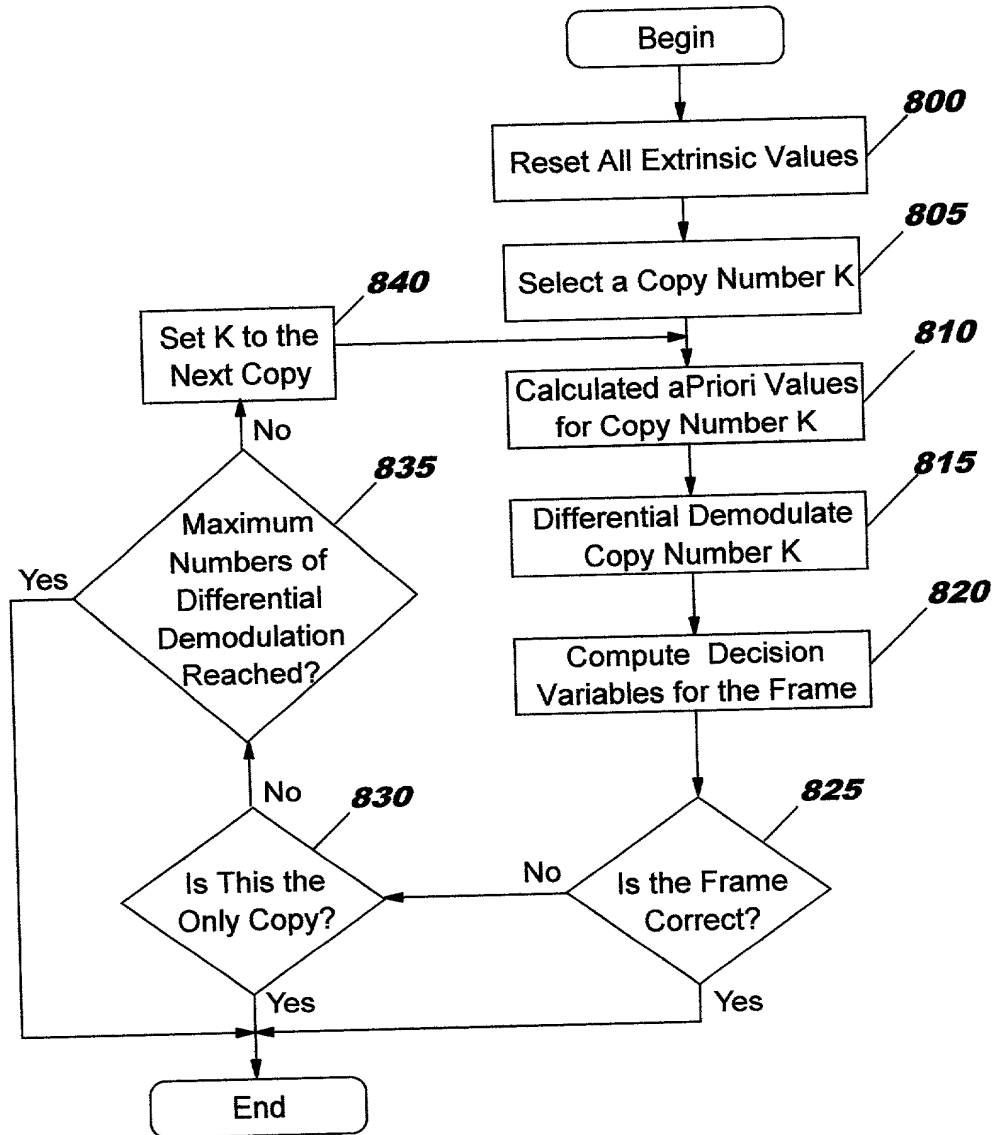 Begin
800
Reset All Extrinsic Values
805
Select a Copy Number K
840
Set K to the
Next Copy
810
Calculated aPriori Values
for Copy Number K
No
835
815
Maximum
Numbers of
Differential
Demodulation
Reached?
Yes
Differential Demodulate
Copy Number K
820
Compute Decision
Variables for the Frame
No
830
825
Is This the
Only Copy?
No
Is the Frame
Correct?
Yes
Yes
End